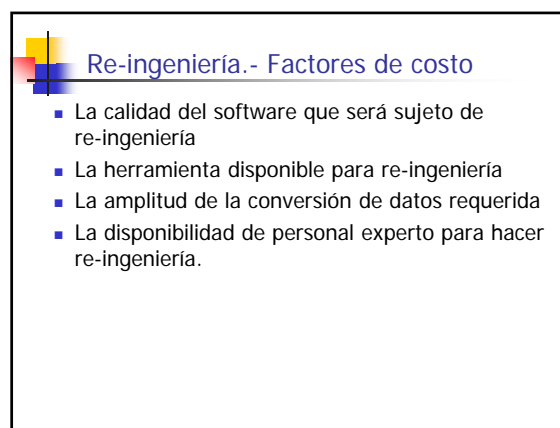 Re-ingeniería.- Factores de costo
La calidad del software que será sujeto de
re-ingeniería
La herramienta disponible para re-ingeniería
La amplitud de la conversión de datos requerida
La disponibilidad de personal experto para hacer
re-ingeniería.